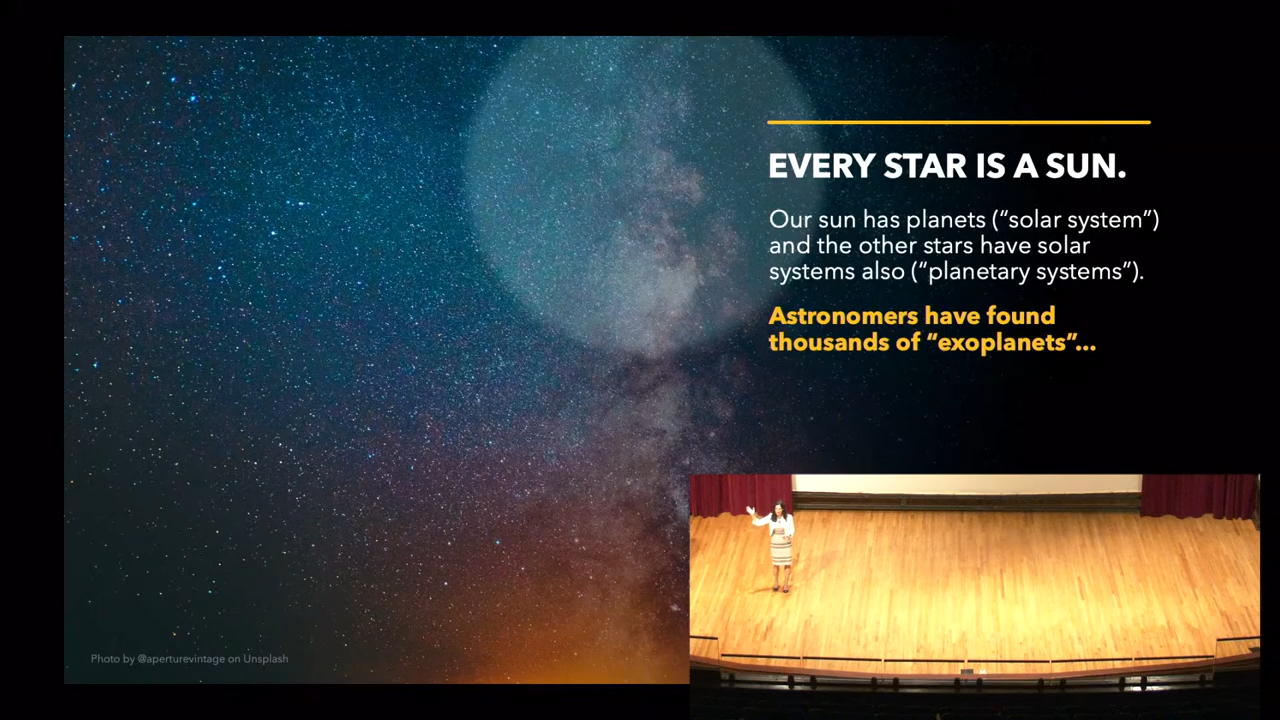 EVERY STAR IS A SUN.
Our sun has planets (“solar system”)
and the other stars have solar
systems also (“planetary systems”).
Astronomers have found
thousands of “exoplanets”...
Photo by @aperturevintage on Unsplash